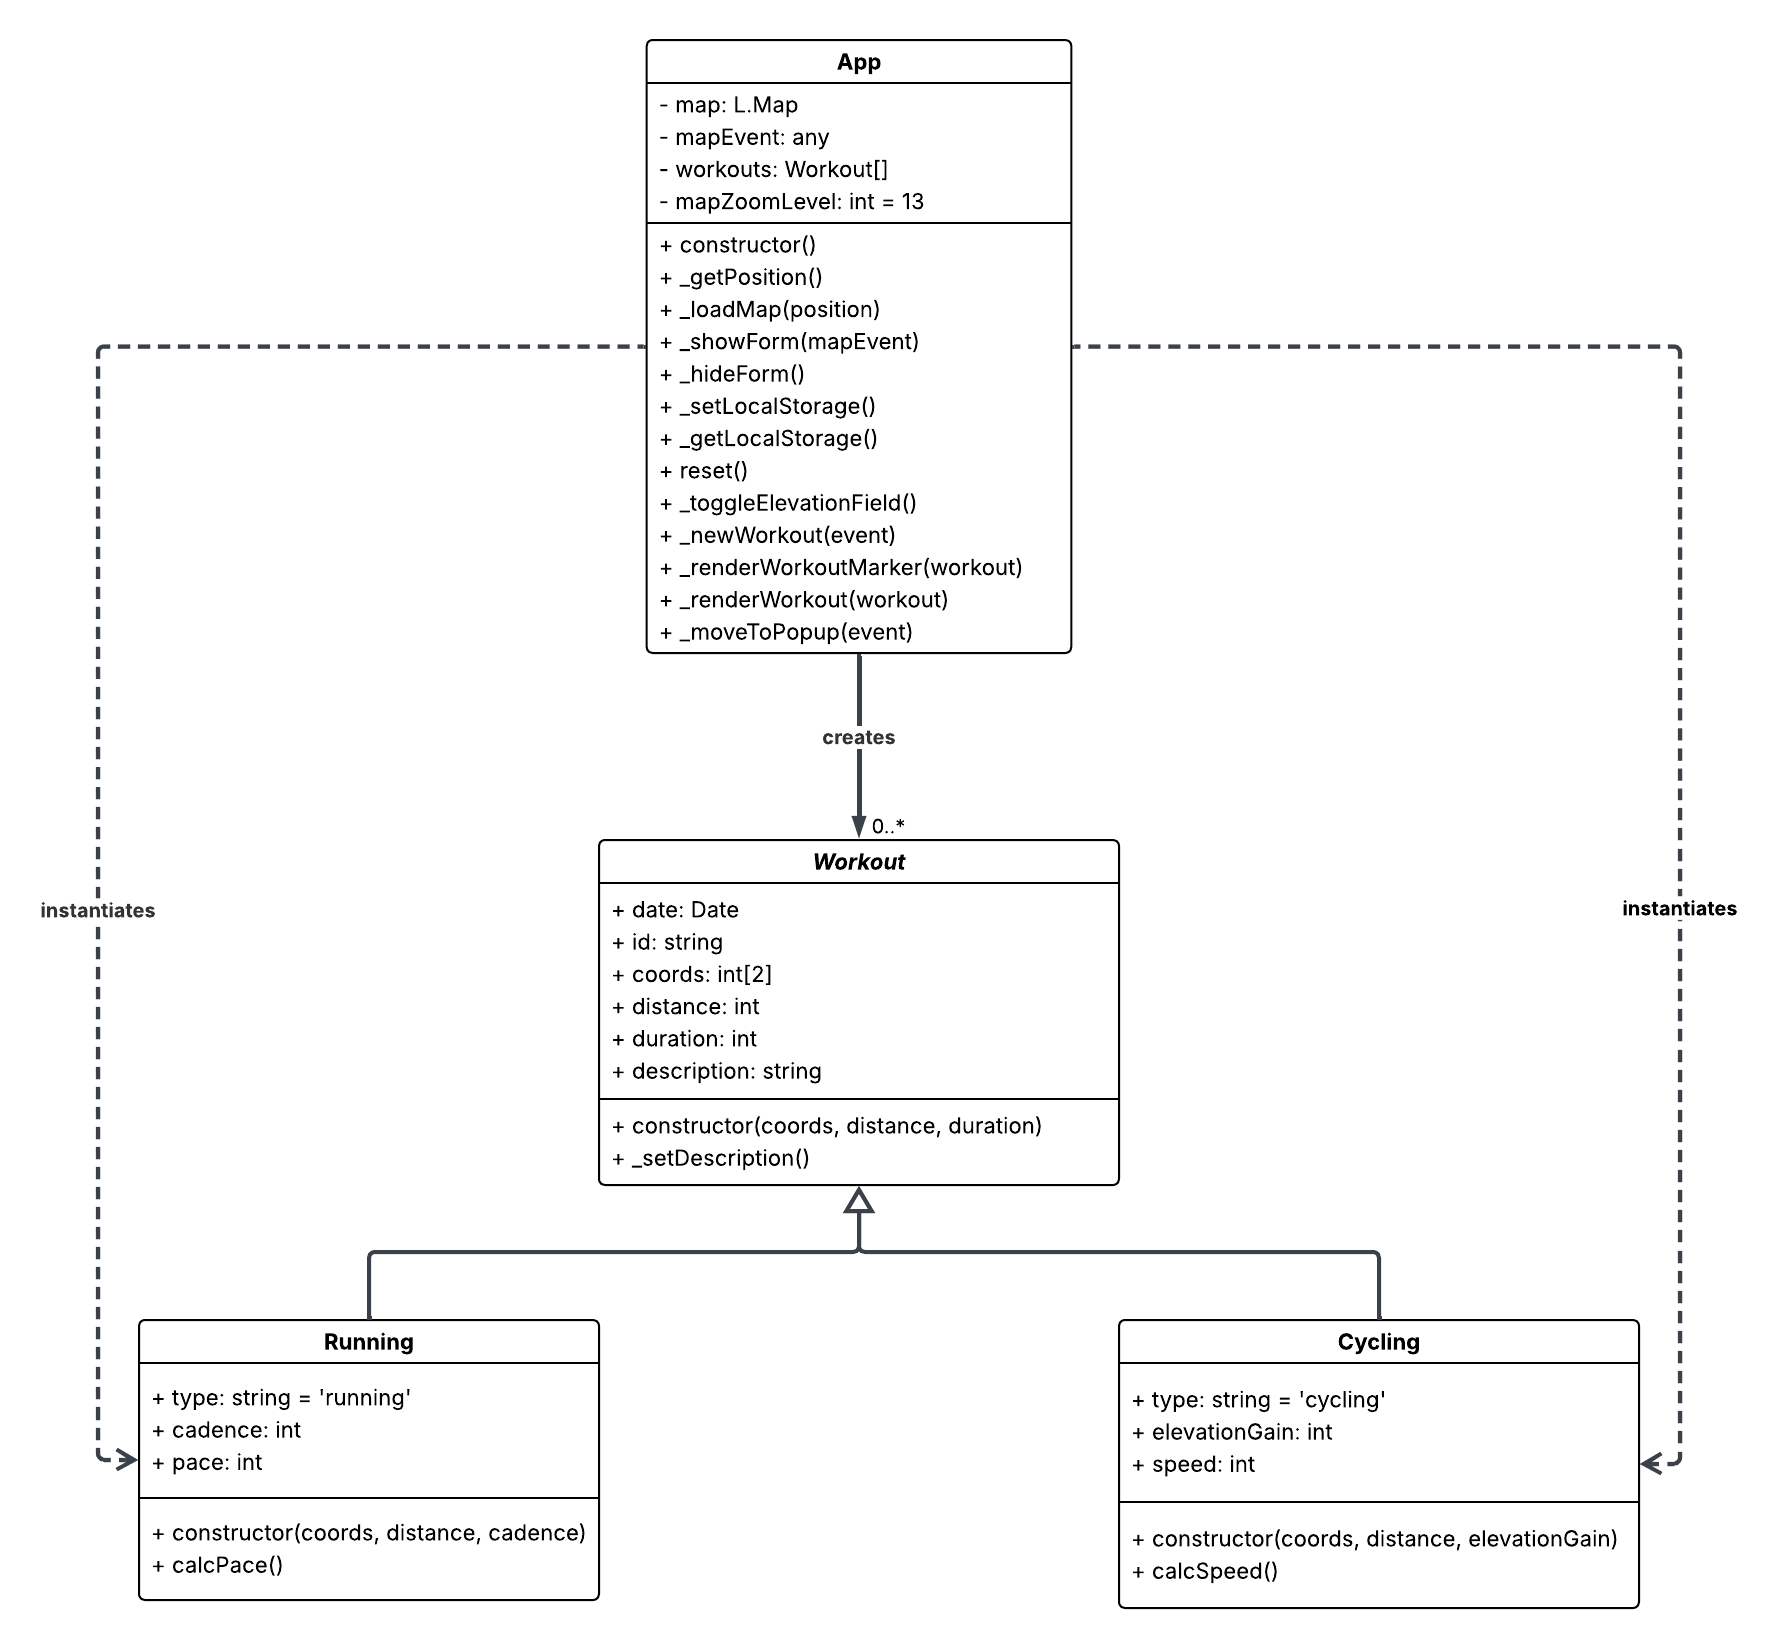 App
- map: L.Map
- mapEvent: any
- workouts: Workout[]
- mapZoomLevel: int = 13
+ constructor()
+ _getPosition()
+ _loadMap(position)
+ _showForm(mapEvent)
+ _hideForm()
+ _setLocalStorage()
+ _getLocalStorage()
+ reset()
+ _toggleElevationField()
+ _newWorkout(event)
+ _renderWorkoutMarker(workout)
+ _renderWorkout(workout)
+ _moveToPopup(event)
creates
0..*
instantiates
Workout
+ date: Date
+ id: string
+ coords: int[2]
+ distance: int
+ duration: int
+ description: string
+ constructor(coords, distance, duration)
+ _setDescription()
instantiates
Running
+ type: string = 'running'
+ cadence: int
+ pace: int
+ constructor(coords, distance, cadence)
+ calcPace()
Cycling
+ type: string = 'cycling'
+ elevationGain: int
+ speed: int
+ constructor(coords, distance, elevationGain)
+ calcSpeed()